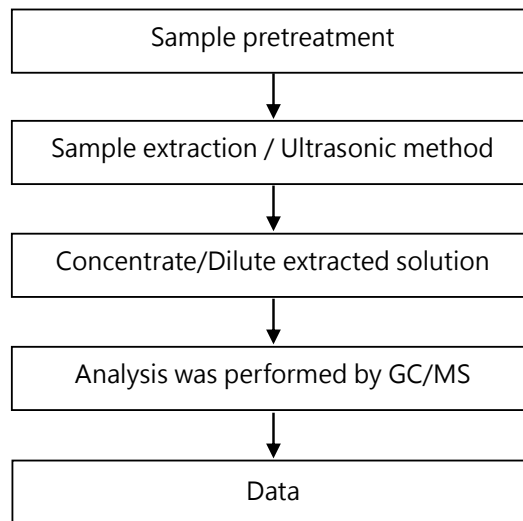 Sample pretreatment
Sample extraction / Ultrasonic method
Concentrate/Dilute extracted solution
Analysis was performed by GC/MS
Data